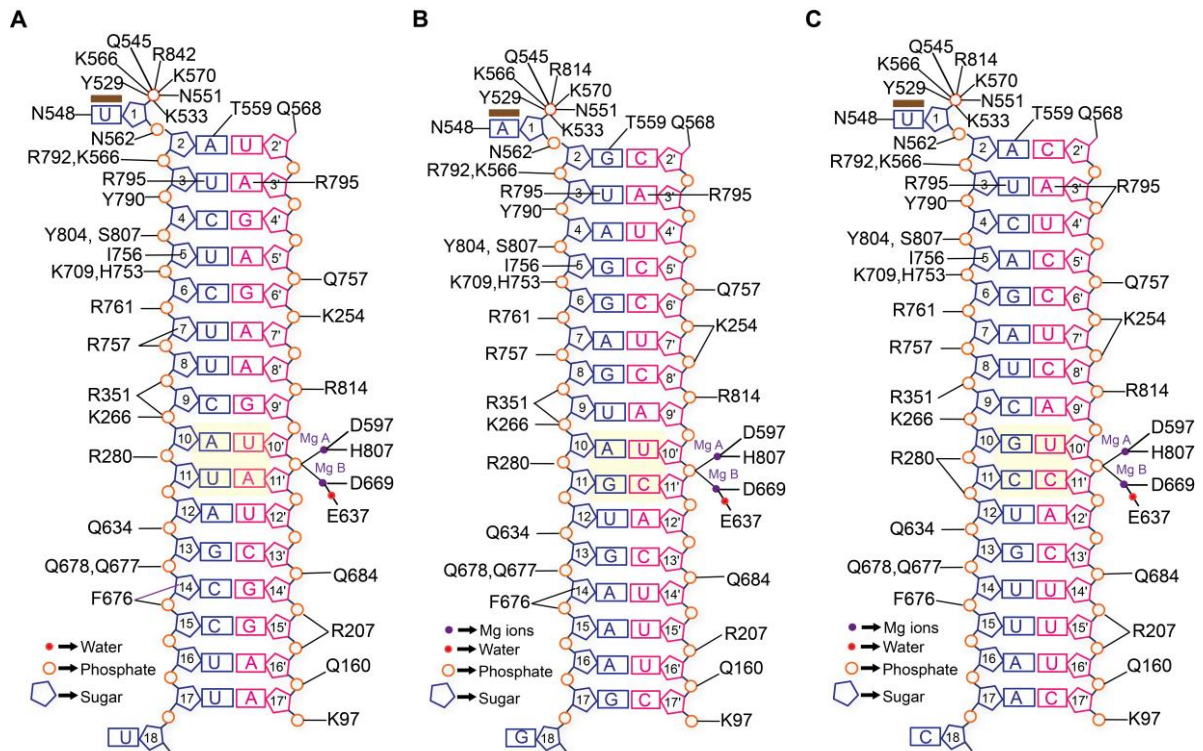 A
Q545
K566 R842
Y529 K570
N548 U 1 N551
K533
N562 T559 Q568
2 A U 2'
R792,K566
R795 3 U A 3' R795
Y790
4 C G 4'
Y804, S807
I756 5 U A 5'
K709,H753 Q757
6 C G 6'
R761 K254
7 U A 7'
R757
8 U A 8'
R351 R814
9 C G 9'
K266 D597
10 A U 10' Mg A H807
R280 Mg B
11 U A 11' D669
E637
12 A U 12'
Q634
13 G C 13'
Q678,Q677 Q684
14 C G 14'
F676
15 C G 15'
R207
Water
16 U A 16' Q160
Phosphate
17 U A 17'
Sugar K97
U 18
B
Q545
K566 R814
Y529 K570
N548 A 1 N551
K533
N562 T559 Q568
2 G C 2'
R792,K566
R795 3 U A 3' R795
Y790
4 A U 4'
Y804, S807
I756 5 G C 5'
K709,H753 Q757
6 G C 6'
R761 K254
7 A U 7'
R757
8 G C 8'
R351 R814
9 U A 9'
K266 D597
10 A U 10' Mg A H807
R280 Mg B
11 G C 11' D669
E637
12 U A 12'
Q634
13 G C 13'
Q678,Q677 Q684
14 A U 14'
F676
15 A U 15'
Mg ions R207
Water
16 A U 16' Q160
Phosphate
17 G C 17'
Sugar K97
G 18
C
Q545
K566 R814
Y529 K570
N548 U 1 N551
K533
N562 T559 Q568
2 A C 2'
R792,K566
R795 3 U A 3' R795
Y790
4 C U 4'
Y804, S807
I756 5 A C 5'
K709,H753 Q757
6 G C 6'
R761 K254
7 A U 7'
R757
8 U C 8'
R351 R814
9 C A 9'
K266 D597
10 G U 10' Mg A H807
R280 Mg B
11 C C 11' D669
E637
12 U A 12'
Q634
13 G C 13'
Q678,Q677 Q684
14 U U 14'
F676
15 U U 15'
Mg ions R207
Water
16 A U 16' Q160
Phosphate
17 A C 17'
Sugar K97
C 18